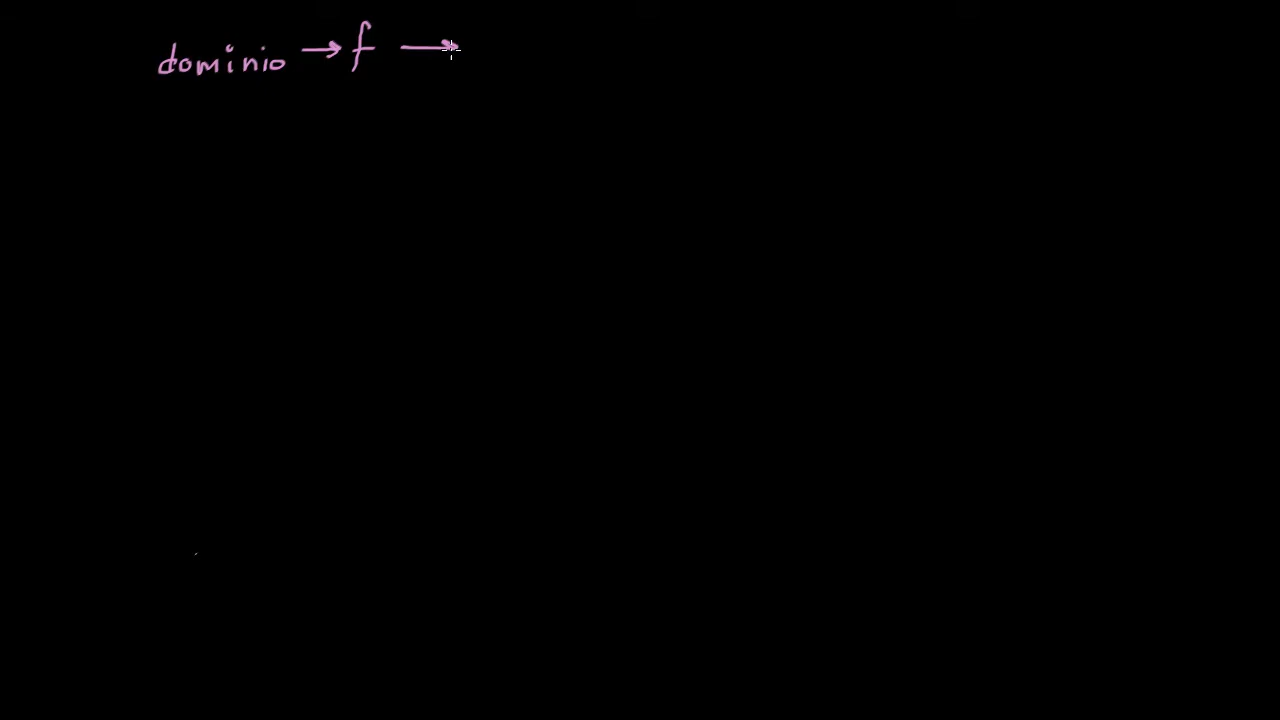 dominio → f →